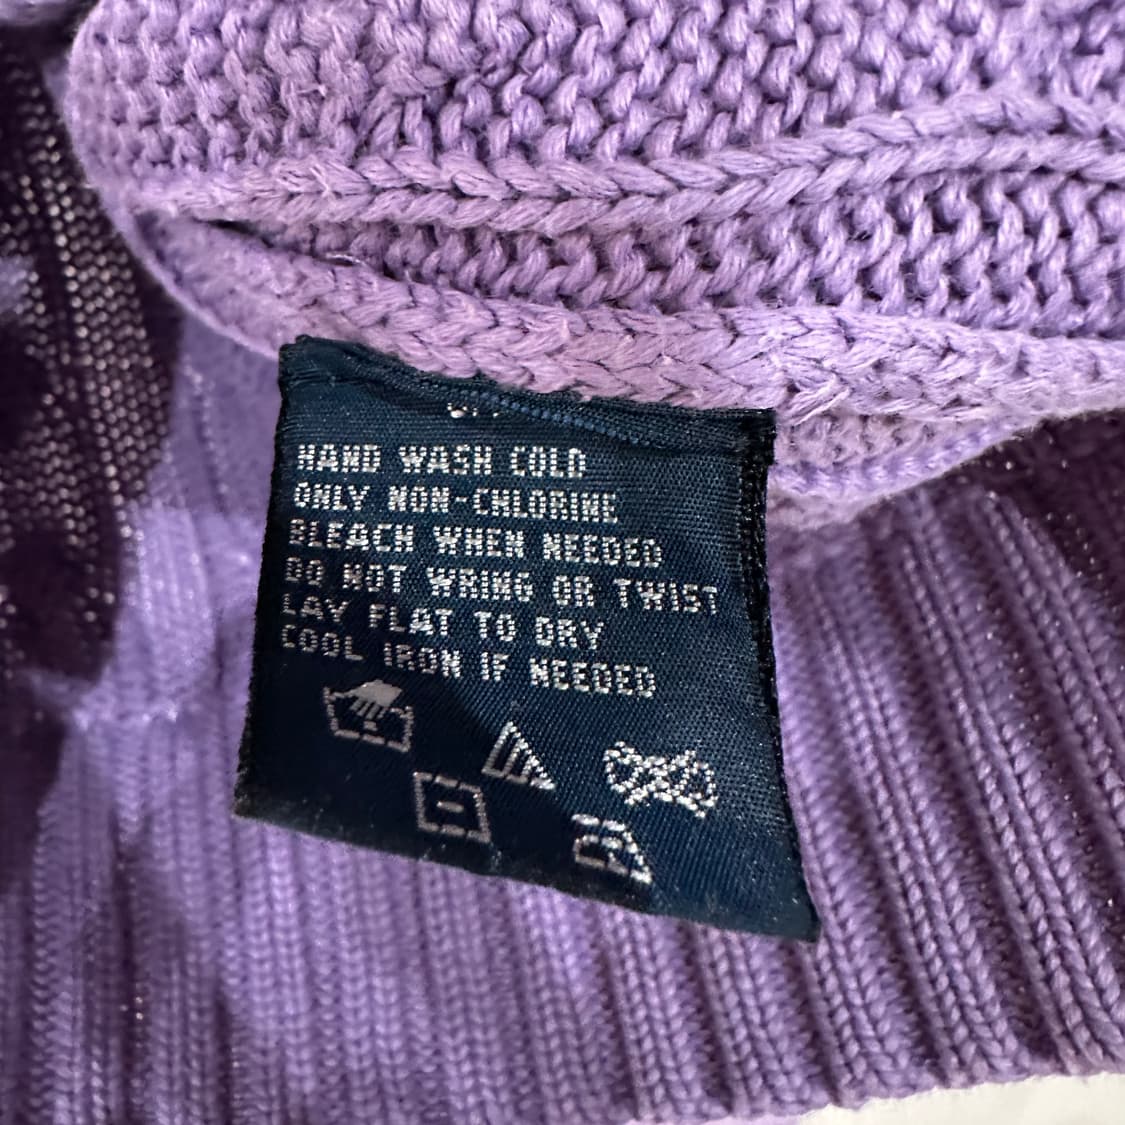 HAND WASH COLD
ONLY NON-CHLORINE
BLEACH WHEN NEEDED
DO NOT WRING OR TWIST
LAY FLAT TO DRY
COOL IRON IF NEEDED